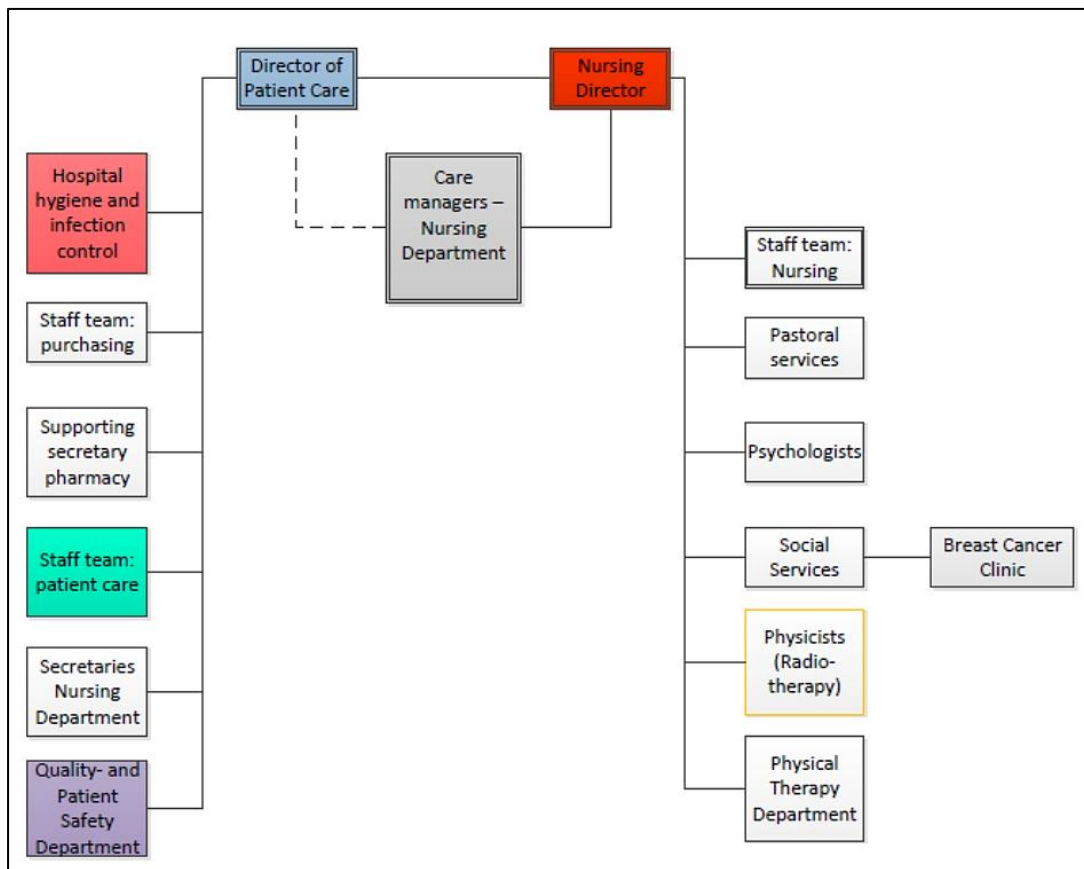 Director of
Patient Care
Nursing
Director
Care
managers –
Nursing
Department
Hospital
hygiene and
infection
control
Staff team:
purchasing
Supporting
secretary
pharmacy
Staff team:
patient care
Secretaries
Nursing
Department
Quality- and
Patient
Safety
Department
Staff team:
Nursing
Pastoral
services
Psychologists
Social
Services
Breast Cancer
Clinic
Physicists
(Radio-
therapy)
Physical
Therapy
Department